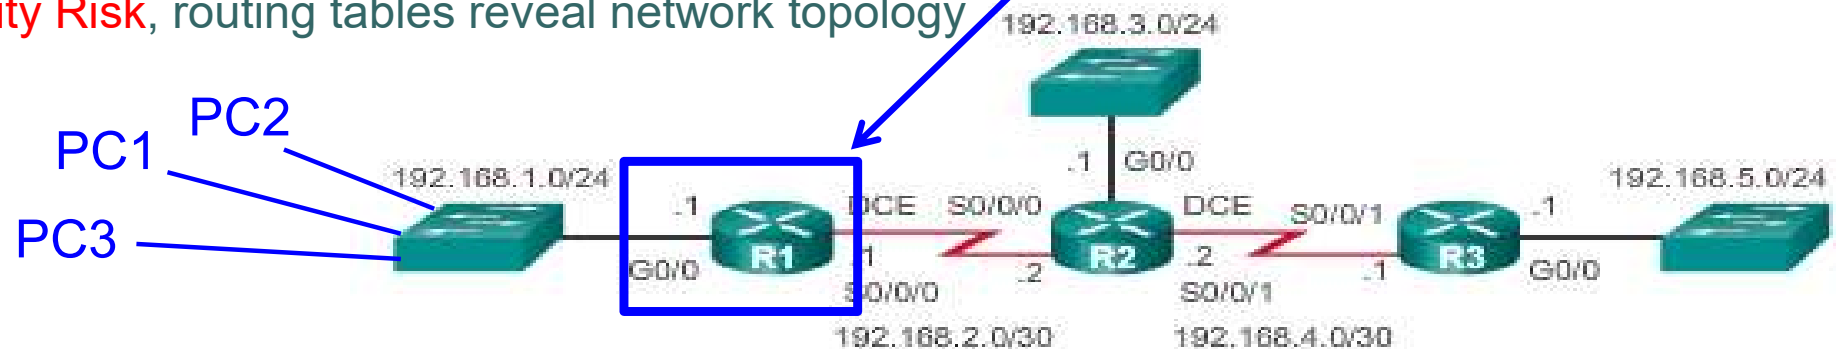 ity Risk, routing tables reveal network topology
192.168.3.0/24
PC2
PC1
PC3
192.168.1.0/24
.1
G0/0
R1
DCE
.1
S0/0/0
S0/0/0
.2
192.168.2.0/30
.1
G0/0
R2
DCE
.2
S0/0/1
S0/0/1
.1
192.168.4.0/30
R3
.1
G0/0
192.168.5.0/24